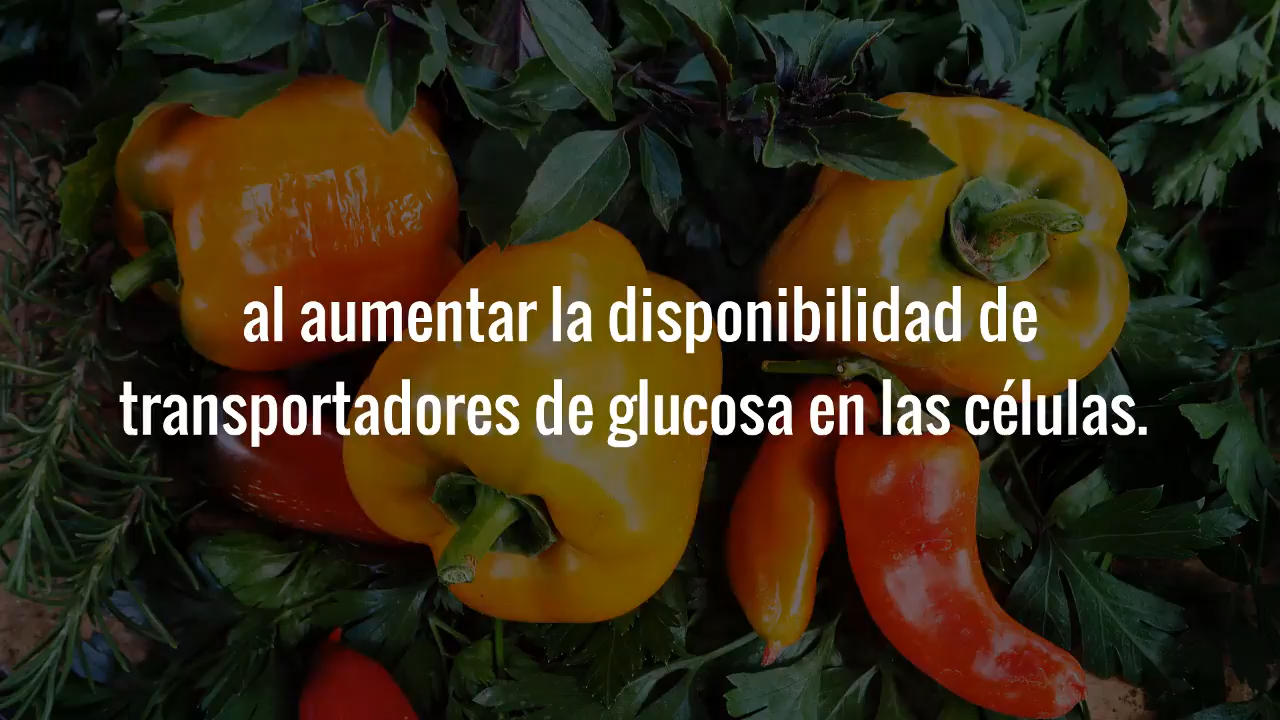 al aumentar la disponibilidad de
transportadores de glucosa en las células.